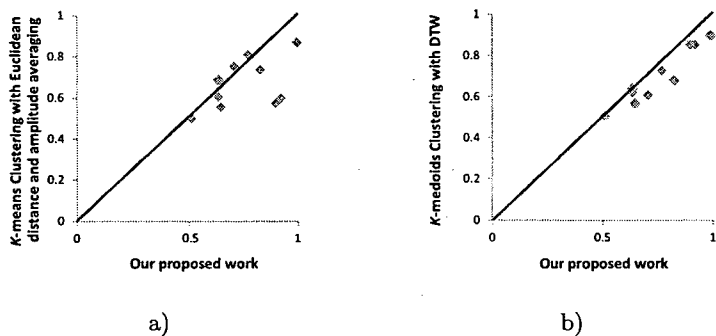 K-means Clustering with Euclidean
distance and amplitude averaging
1
0.8
0.6
0.4
0.2
0
0
0.5
1
Our proposed work
a)
K-medoids Clustering with DTW
1
0.8
0.6
0.4
0.2
0
0
0.5
1
Our proposed work
b)